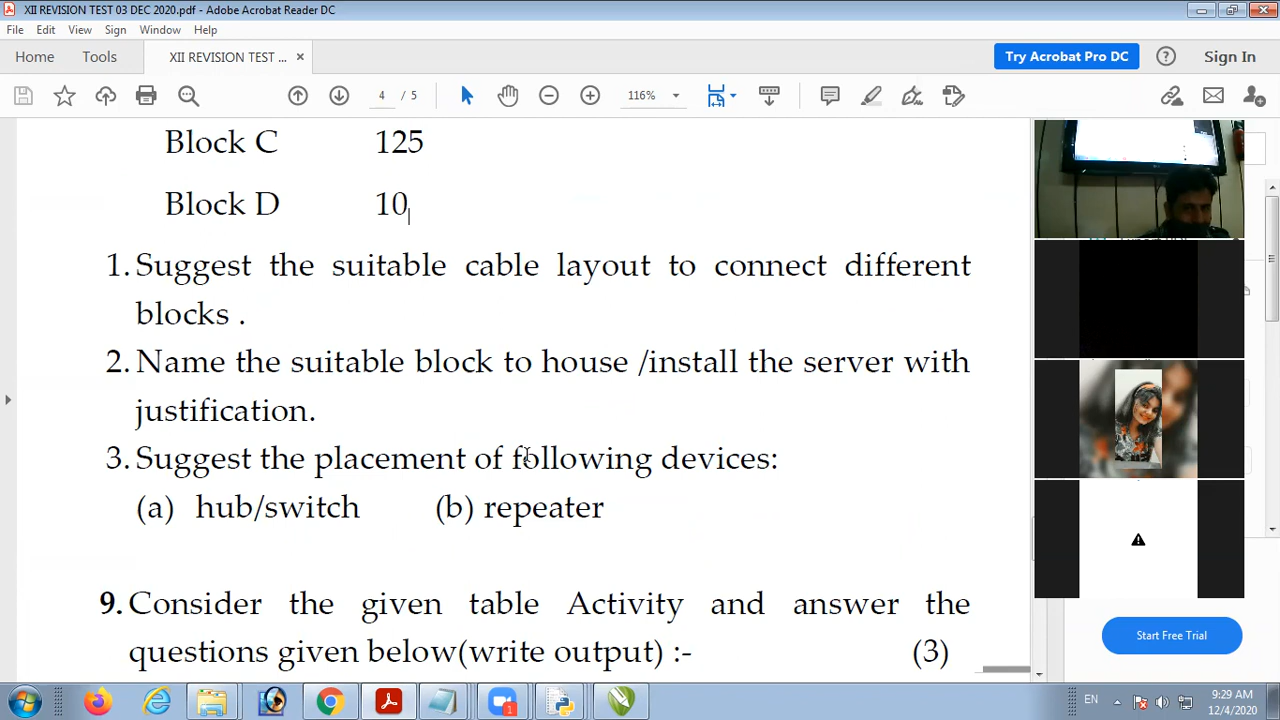 XII REVISION TEST 03 DEC 2020.pdf - Adobe Acrobat Reader DC
File Edit View Sign Window Help
Home Tools XII REVISION TEST ... × Try Acrobat Pro DC ? Sign In
4 / 5 116%
Block C 125
Block D 10
1. Suggest the suitable cable layout to connect different
blocks .
2. Name the suitable block to house /install the server with
justification.
3. Suggest the placement of following devices:
(a) hub/switch (b) repeater
9. Consider the given table Activity and answer the
questions given below(write output) :- (3)
Start Free Trial
1
EN 9:29 AM
12/4/2020